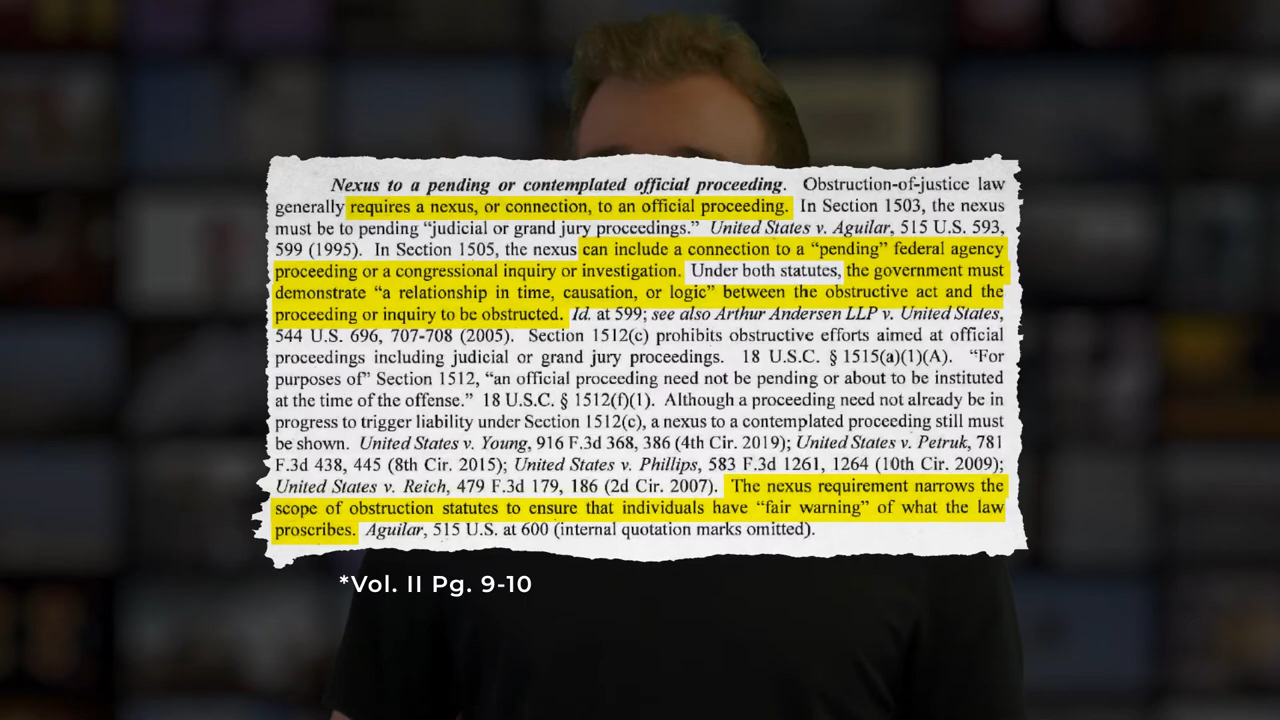 Nexus to a pending or contemplated official proceeding. Obstruction-of-justice law
generally requires a nexus, or connection, to an official proceeding. In Section 1503, the nexus
must be to pending “judicial or grand jury proceedings.” United States v. Aguilar, 515 U.S. 593,
599 (1995). In Section 1505, the nexus can include a connection to a “pending” federal agency
proceeding or a congressional inquiry or investigation. Under both statutes, the government must
demonstrate “a relationship in time, causation, or logic” between the obstructive act and the
proceeding or inquiry to be obstructed. Id. at 599; see also Arthur Andersen LLP v. United States,
544 U.S. 696, 707-708 (2005). Section 1512(c) prohibits obstructive efforts aimed at official
proceedings including judicial or grand jury proceedings. 18 U.S.C. § 1515(a)(1)(A). “For
purposes of” Section 1512, “an official proceeding need not be pending or about to be instituted
at the time of the offense.” 18 U.S.C. § 1512(f)(1). Although a proceeding need not already be in
progress to trigger liability under Section 1512(c), a nexus to a contemplated proceeding still must
be shown. United States v. Young, 916 F.3d 368, 386 (4th Cir. 2019); United States v. Petruk, 781
F.3d 438, 445 (8th Cir. 2015); United States v. Phillips, 583 F.3d 1261, 1264 (10th Cir. 2009);
United States v. Reich, 479 F.3d 179, 186 (2d Cir. 2007). The nexus requirement narrows the
scope of obstruction statutes to ensure that individuals have “fair warning” of what the law
proscribes. Aguilar, 515 U.S. at 600 (internal quotation marks omitted).
*Vol. II Pg. 9-10